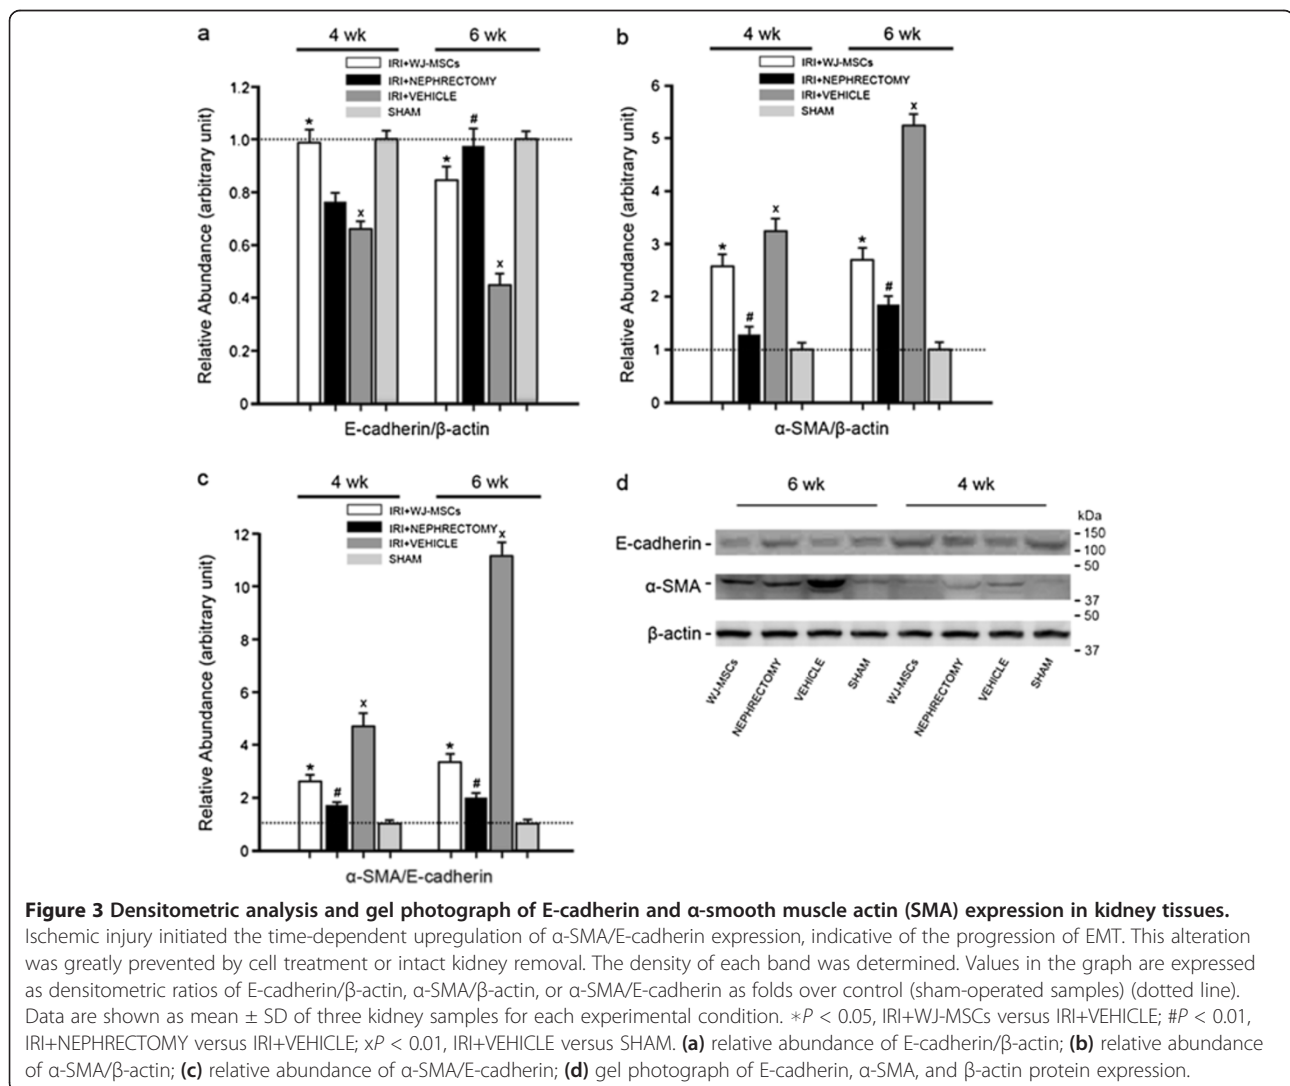 a
4 wk
6 wk
IRI+WJ-MSCs
IRI+NEPHRECTOMY
IRI+VEHICLE
SHAM
Relative Abundance (arbitrary unit)
1.2
1.0
0.8
0.6
0.4
0.2
0
*
x
*
#
x
E-cadherin/β-actin
b
4 wk
6 wk
IRI+WJ-MSCs
IRI+NEPHRECTOMY
IRI+VEHICLE
SHAM
Relative Abundance (arbitrary unit)
6
5
4
3
2
1
0
*
#
x
*
#
x
α-SMA/β-actin
c
4 wk
6 wk
IRI+WJ-MSCs
IRI+NEPHRECTOMY
IRI+VEHICLE
SHAM
Relative Abundance (arbitrary unit)
12
10
8
6
4
2
0
*
#
x
*
#
x
α-SMA/E-cadherin
d
6 wk
4 wk
kDa
E-cadherin -
- 150
- 100
- 50
α-SMA -
- 37
- 50
β-actin -
- 37
WJ-MSCs
NEPHRECTOMY
VEHICLE
SHAM
WJ-MSCs
NEPHRECTOMY
VEHICLE
SHAM
Figure 3 Densitometric analysis and gel photograph of E-cadherin and α-smooth muscle actin (SMA) expression in kidney tissues.
Ischemic injury initiated the time-dependent upregulation of α-SMA/E-cadherin expression, indicative of the progression of EMT. This alteration
was greatly prevented by cell treatment or intact kidney removal. The density of each band was determined. Values in the graph are expressed
as densitometric ratios of E-cadherin/β-actin, α-SMA/β-actin, or α-SMA/E-cadherin as folds over control (sham-operated samples) (dotted line).
Data are shown as mean ± SD of three kidney samples for each experimental condition. *P < 0.05, IRI+WJ-MSCs versus IRI+VEHICLE; #P < 0.01,
IRI+NEPHRECTOMY versus IRI+VEHICLE; xP < 0.01, IRI+VEHICLE versus SHAM. (a) relative abundance of E-cadherin/β-actin; (b) relative abundance
of α-SMA/β-actin; (c) relative abundance of α-SMA/E-cadherin; (d) gel photograph of E-cadherin, α-SMA, and β-actin protein expression.